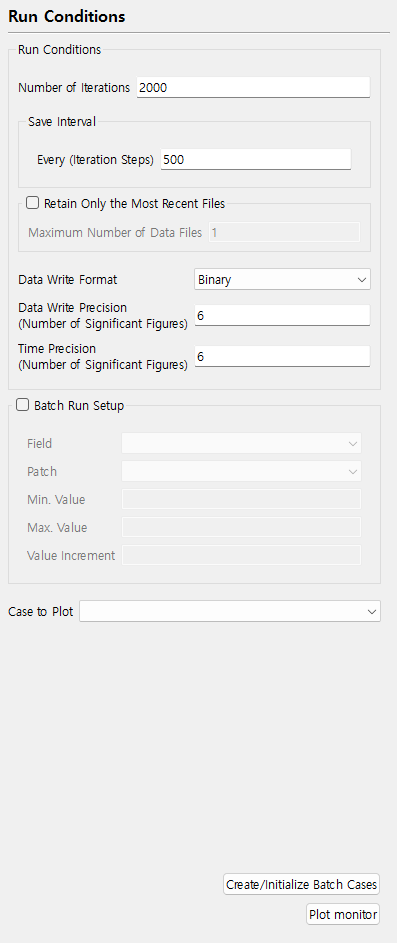 Run Conditions
Run Conditions
Number of Iterations 2000
Save Interval
Every (Iteration Steps) 500
Retain Only the Most Recent Files
Maximum Number of Data Files 1
Data Write Format Binary
Data Write Precision
(Number of Significant Figures) 6
Time Precision
(Number of Significant Figures) 6
Batch Run Setup
Field
Patch
Min. Value
Max. Value
Value Increment
Case to Plot
Create/Initialize Batch Cases
Plot monitor